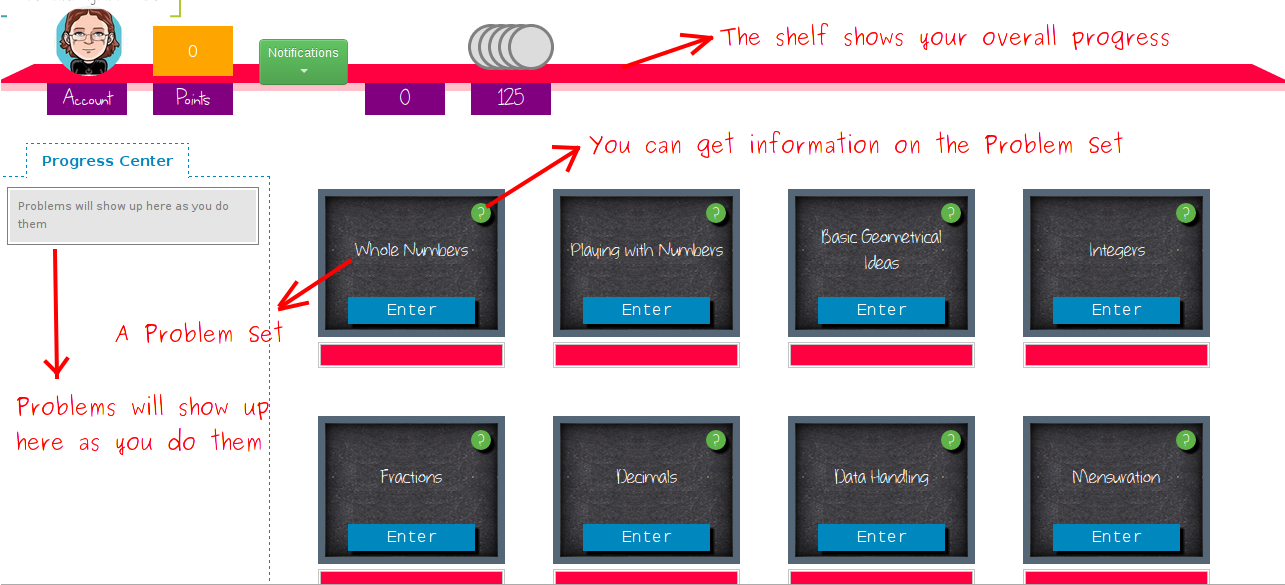 0
Notifications
The shelf shows your overall progress
Account
Points
0
125
You can get information on the Problem Set
Progress Center
Problems will show up here as you do
them
?
?
?
?
Whole Numbers
Playing with Numbers
Basic Geometrical
Ideas
Integers
Enter
Enter
Enter
Enter
A Problem Set
Problems will show up
here as you do them
?
?
?
?
Fractions
Decimals
Data Handling
Mensuration
Enter
Enter
Enter
Enter